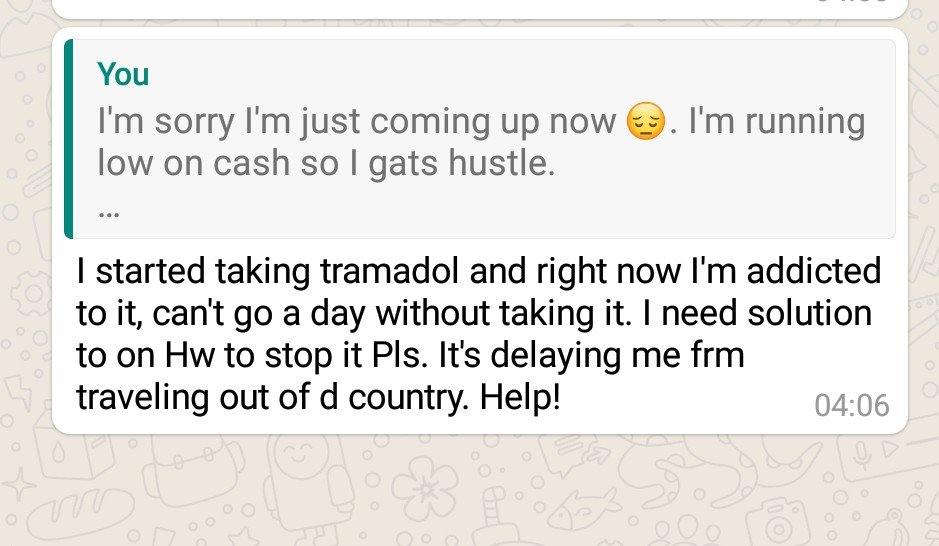 You
I'm sorry I'm just coming up now 😔. I'm running
low on cash so I gats hustle.
...
I started taking tramadol and right now I'm addicted
to it, can't go a day without taking it. I need solution
to on Hw to stop it Pls. It's delaying me frm
traveling out of d country. Help!
04:06